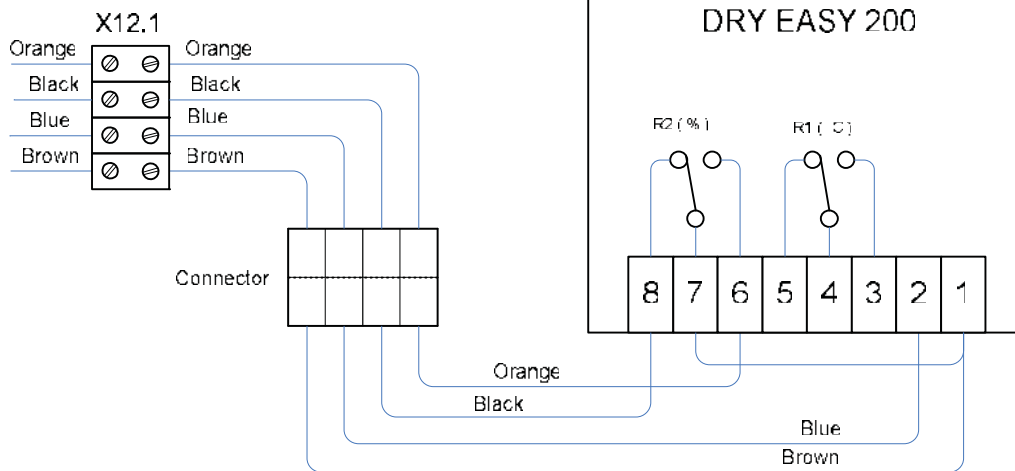 X12.1
DRY EASY 200
Orange
Orange
Black
Black
Blue
Blue
Brown
Brown
R2 ( % )
R1 ( C)
Connector
8 7 6 5 4 3 2 1
Orange
Black
Blue
Brown